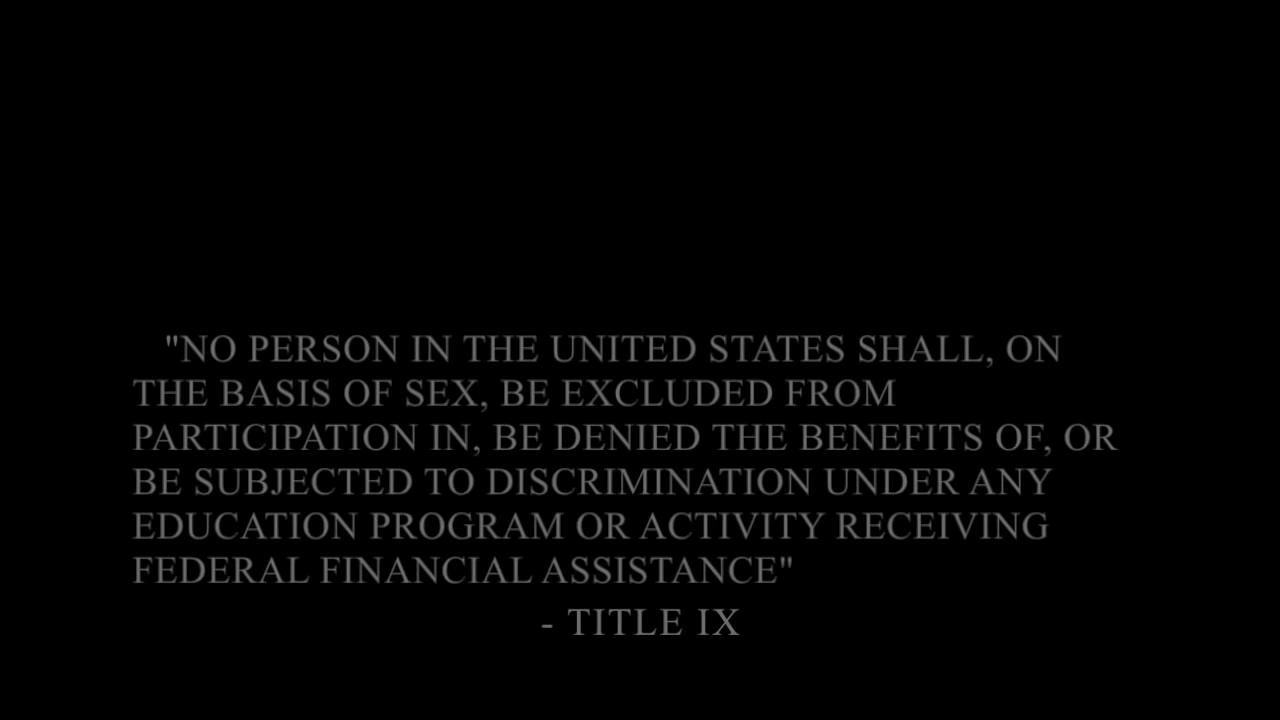 "NO PERSON IN THE UNITED STATES SHALL, ON
THE BASIS OF SEX, BE EXCLUDED FROM
PARTICIPATION IN, BE DENIED THE BENEFITS OF, OR
BE SUBJECTED TO DISCRIMINATION UNDER ANY
EDUCATION PROGRAM OR ACTIVITY RECEIVING
FEDERAL FINANCIAL ASSISTANCE"
- TITLE IX